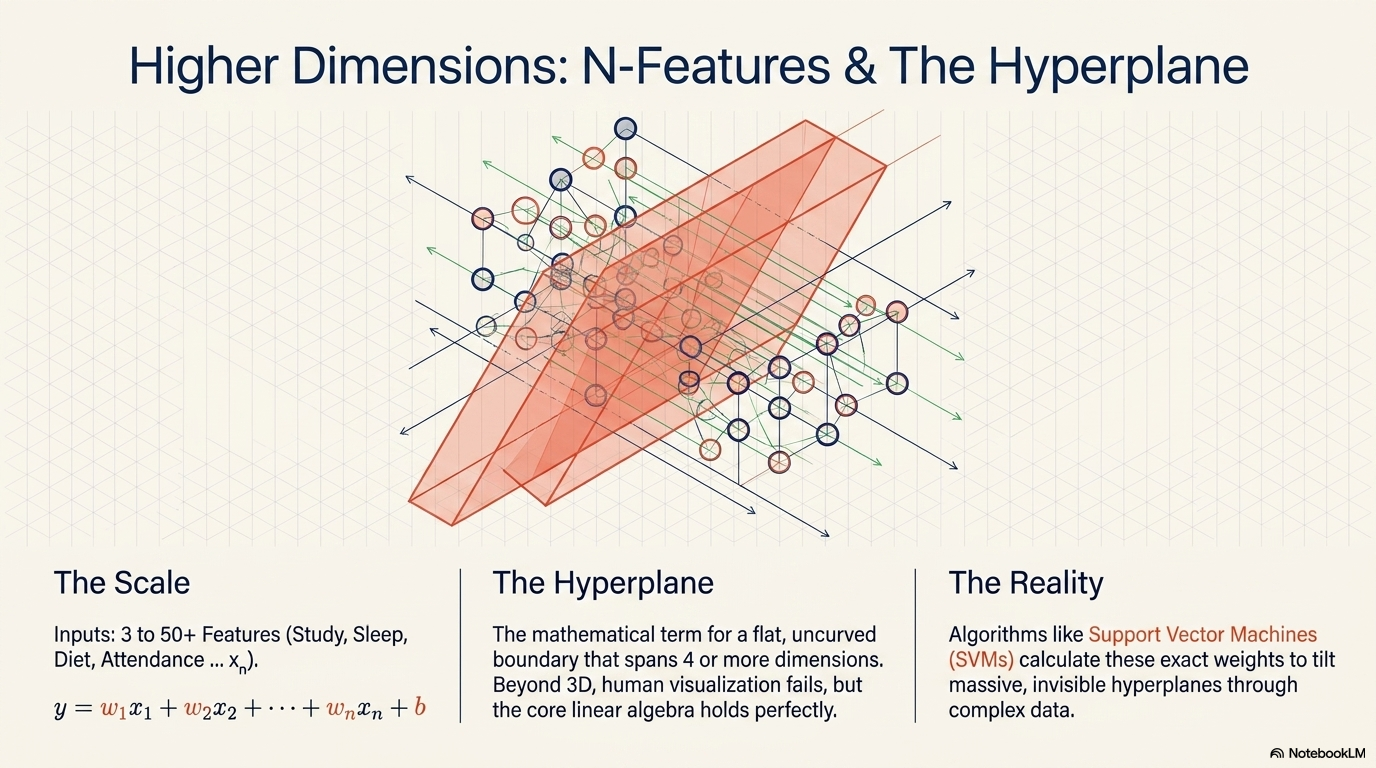 Higher Dimensions: N-Features & The Hyperplane
The Scale
Inputs: 3 to 50+ Features (Study, Sleep,
Diet, Attendance ... xₙ).
y = w₁x₁ + w₂x₂ + ⋯ + wₙxₙ + b
The Hyperplane
The mathematical term for a flat, uncurved
boundary that spans 4 or more dimensions.
Beyond 3D, human visualization fails, but
the core linear algebra holds perfectly.
The Reality
Algorithms like Support Vector Machines
(SVMs) calculate these exact weights to tilt
massive, invisible hyperplanes through
complex data.
NotebookLM